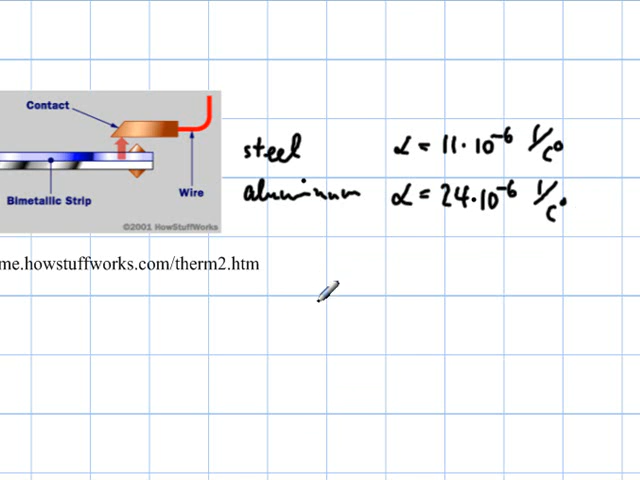 Contact
steel α = 11·10⁻⁶ 1/C°
aluminum α = 24·10⁻⁶ 1/C°
Wire
Bimetallic Strip
©2001 HowStuffWorks
me.howstuffworks.com/therm2.htm